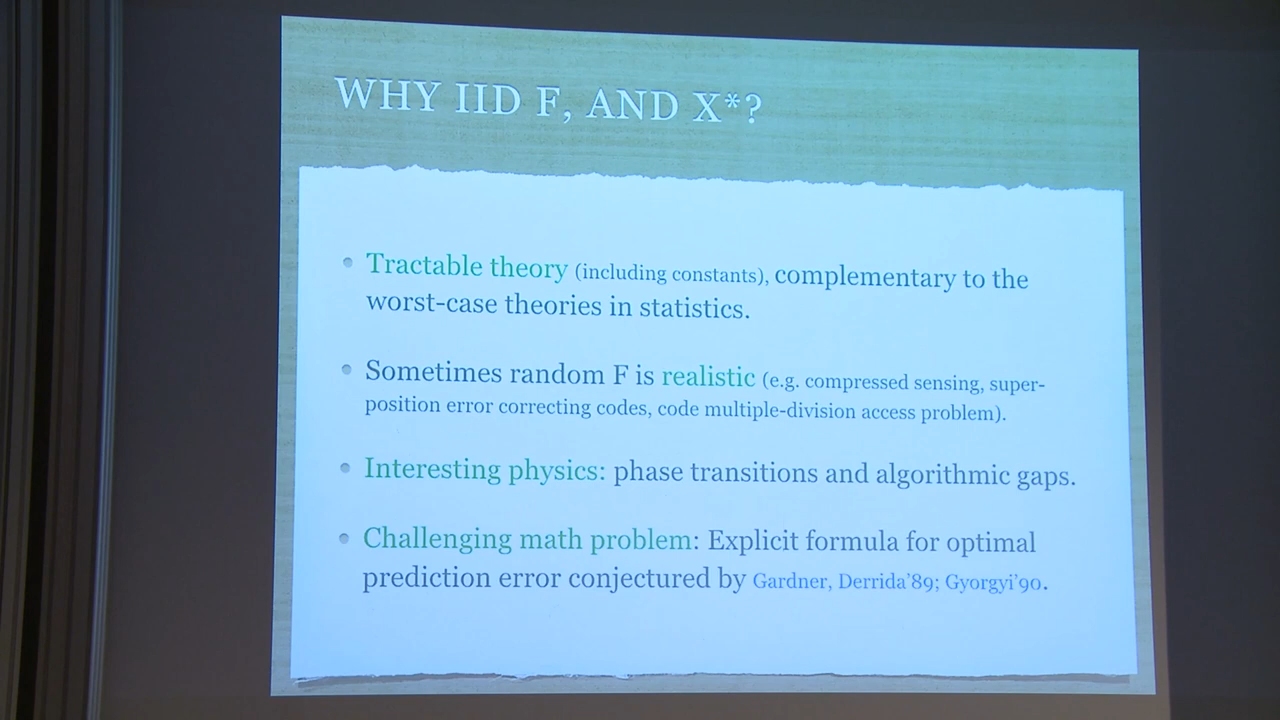 WHY IID F, AND X*?
Tractable theory (including constants), complementary to the
worst-case theories in statistics.
Sometimes random F is realistic (e.g. compressed sensing, super-
position error correcting codes, code multiple-division access problem).
Interesting physics: phase transitions and algorithmic gaps.
Challenging math problem: Explicit formula for optimal
prediction error conjectured by Gardner, Derrida'89; Gyorgyi'90.